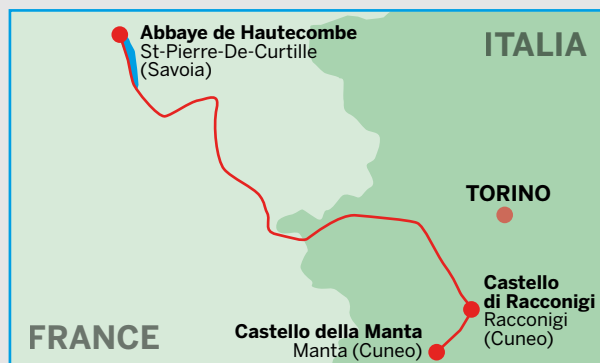 Abbaye de Hautecombe
St-Pierre-De-Curtille
(Savoia)
ITALIA
TORINO
Castello
di Racconigi
Racconigi
(Cuneo)
Castello della Manta
Manta (Cuneo)
FRANCE